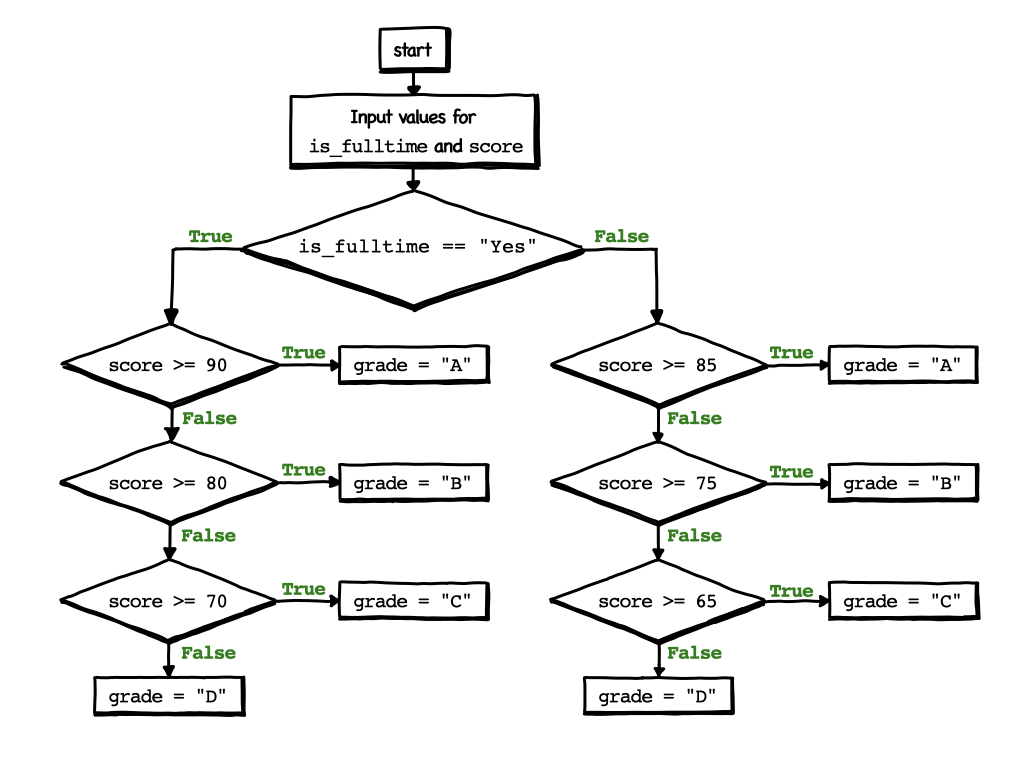 start
Input values for
is_fulltime and score
is_fulltime == "Yes"
True
False
score >= 90
True
grade = "A"
False
score >= 80
True
grade = "B"
False
score >= 70
True
grade = "C"
False
grade = "D"
score >= 85
True
grade = "A"
False
score >= 75
True
grade = "B"
False
score >= 65
True
grade = "C"
False
grade = "D"